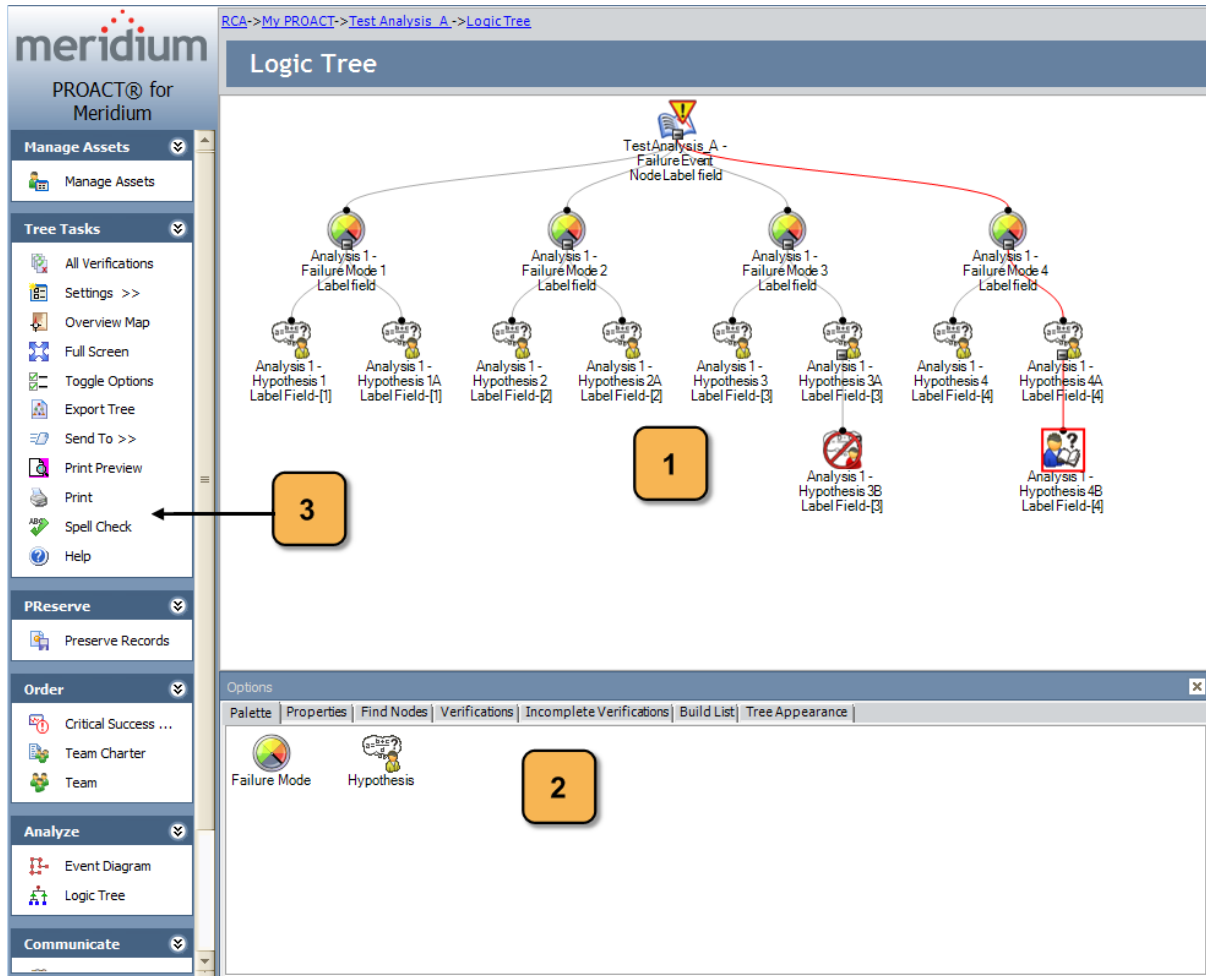 meridium
PROACT® for
Meridium
Manage Assets
Manage Assets
Tree Tasks
All Verifications
Settings >>
Overview Map
Full Screen
Toggle Options
Export Tree
Send To >>
Print Preview
Print
Spell Check
Help
PReserve
Preserve Records
Order
Critical Success ...
Team Charter
Team
Analyze
Event Diagram
Logic Tree
Communicate
RCA->My PROACT->Test Analysis_A->Logic Tree
Logic Tree
TestAnalysis_A -
Failure Event
Node Label field
Analysis 1 -
Failure Mode 1
Label field
Analysis 1 -
Failure Mode 2
Label field
Analysis 1 -
Failure Mode 3
Label field
Analysis 1 -
Failure Mode 4
Label field
Analysis 1 -
Hypothesis 1
Label Field-[1]
Analysis 1 -
Hypothesis 1A
Label Field-[1]
Analysis 1 -
Hypothesis 2
Label Field-[2]
Analysis 1 -
Hypothesis 2A
Label Field-[2]
Analysis 1 -
Hypothesis 3
Label Field-[3]
Analysis 1 -
Hypothesis 3A
Label Field-[3]
Analysis 1 -
Hypothesis 4
Label Field-[4]
Analysis 1 -
Hypothesis 4A
Label Field-[4]
Analysis 1 -
Hypothesis 3B
Label Field-[3]
Analysis 1 -
Hypothesis 4B
Label Field-[4]
1
3
Options
Palette Properties Find Nodes Verifications Incomplete Verifications Build List Tree Appearance
Failure Mode
Hypothesis
2